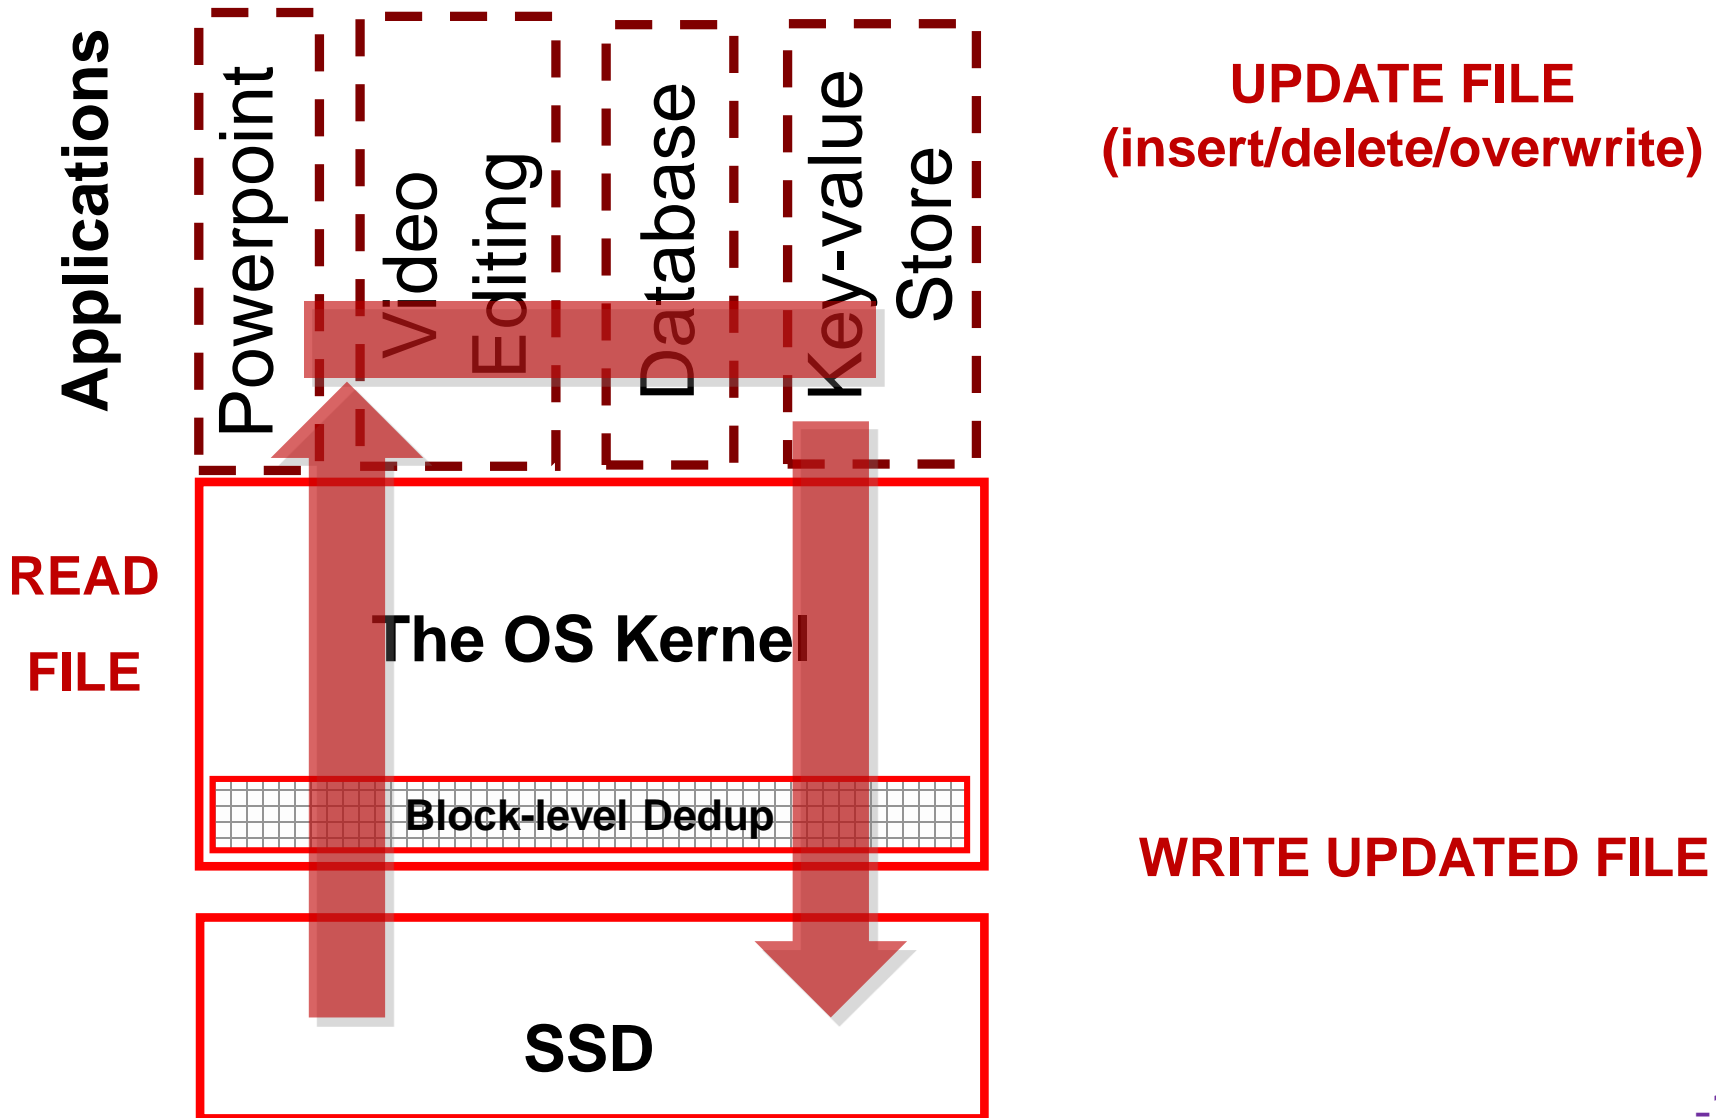 Applications
Powerpoint
Video
Editing
Database
Key-value
Store
UPDATE FILE
(insert/delete/overwrite)
READ
FILE
The OS Kernel
Block-level Dedup
WRITE UPDATED FILE
SSD